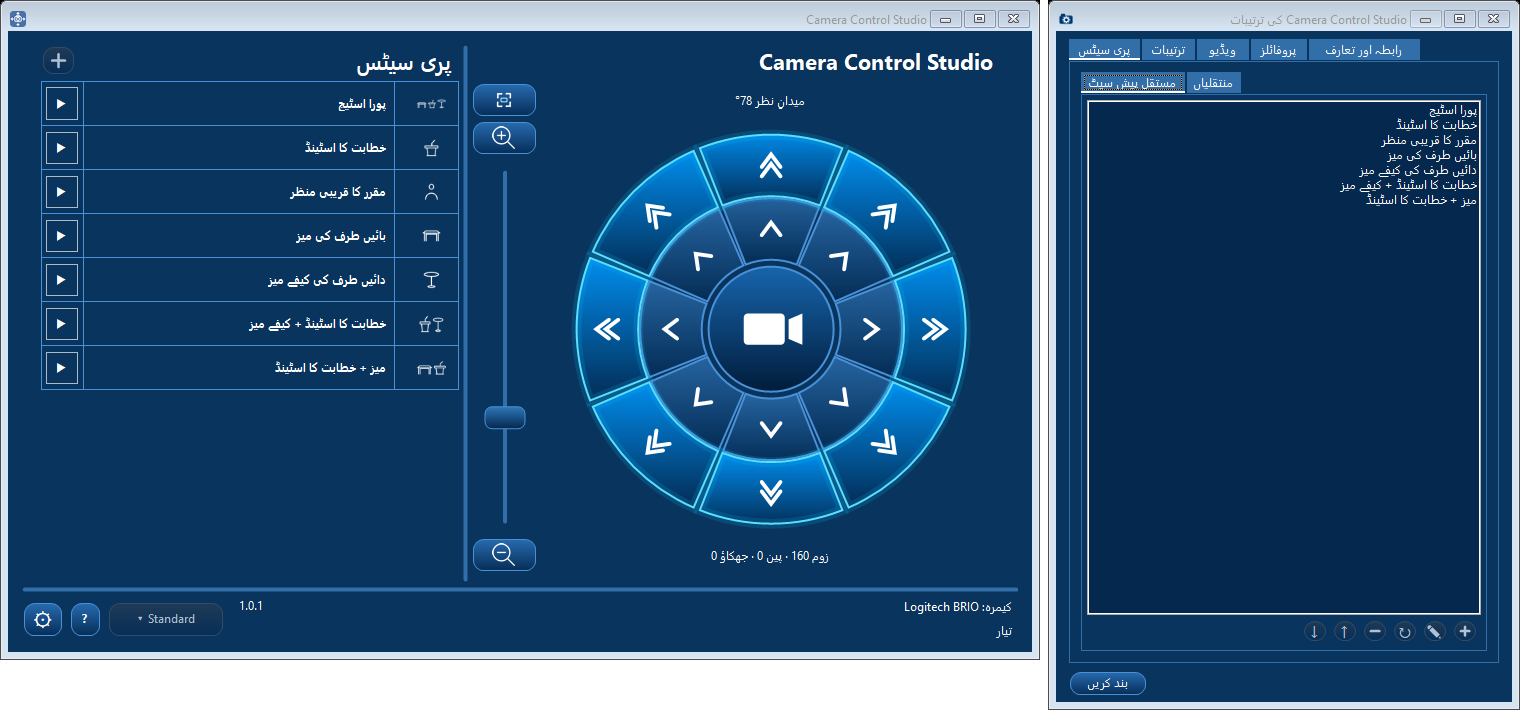 Camera Control Studio
پری سیٹس
پورا اسٹیج
خطابت کا اسٹینڈ
مقرر کا قریبی منظر
بائیں طرف کی میز
دائیں طرف کی کیفے میز
خطابت کا اسٹینڈ + کیفے میز
میز + خطابت کا اسٹینڈ
Camera Control Studio
میدان نظر 78°
زوم 160 · پین 0 · جھکاؤ 0
?
Standard
1.0.1
کیمرہ: Logitech BRIO
تیار
Camera Control Studio کی ترتیبات
پری سیٹس
ترتیبات
ویڈیو
پروفائلز
رابطہ اور تعارف
مستقل پیش سیٹ
منتقلیاں
پورا اسٹیج
خطابت کا اسٹینڈ
مقرر کا قریبی منظر
بائیں طرف کی میز
دائیں طرف کی کیفے میز
خطابت کا اسٹینڈ + کیفے میز
میز + خطابت کا اسٹینڈ
بند کریں